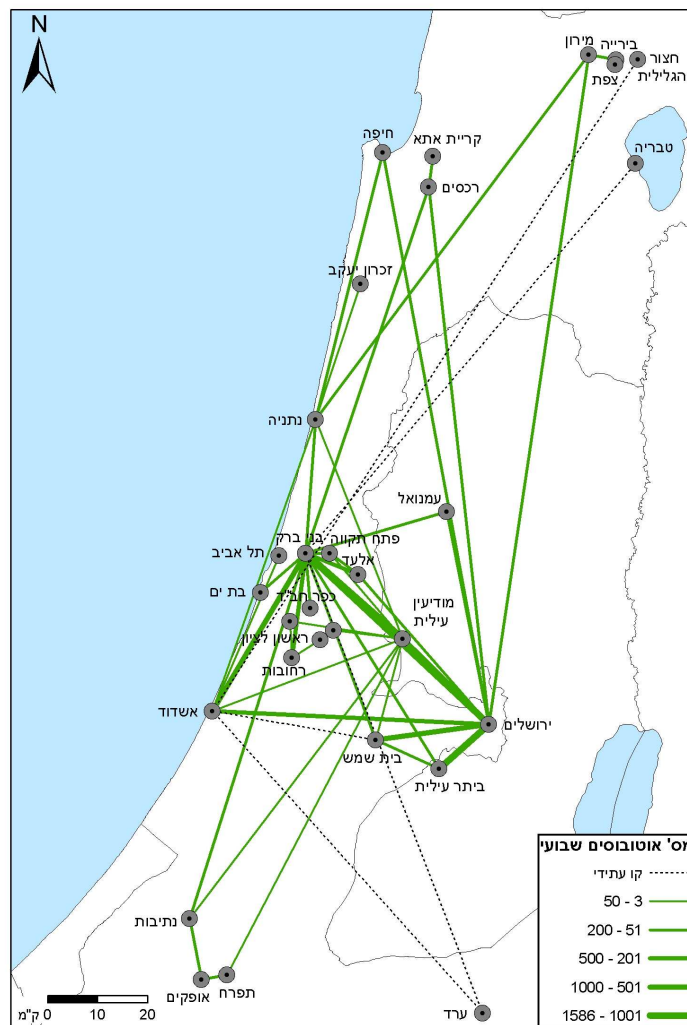 N
מירון
בירייה
צפת
חצור
הגלילית
טבריה
חיפה
קריית אתא
רכסים
זכרון יעקב
נתניה
עמנואל
תל אביב
בני ברק
פתח תקווה
אלעד
בת ים
כפר חב"ד
מודיעין
עילית
ראשון לציון
רחובות
אשדוד
ירושלים
בית שמש
ביתר עילית
נתיבות
אופקים
תפרח
ערד
ק"מ
0
10
20
מס' אוטובוסים שבועי
קו עתידי
50 - 3
200 - 51
500 - 201
1000 - 501
1586 - 1001